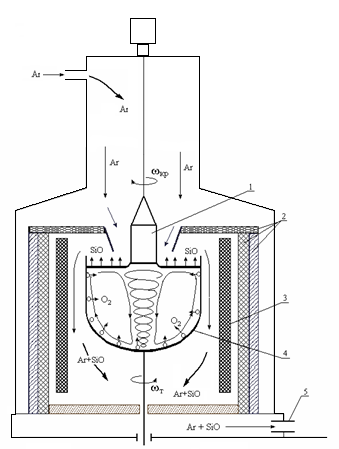 Ar
Ar
Ar
Ar
ωкр
1
2
SiO
SiO
O2
O2
3
4
Ar+SiO
Ar+SiO
ωT
5
Ar + SiO